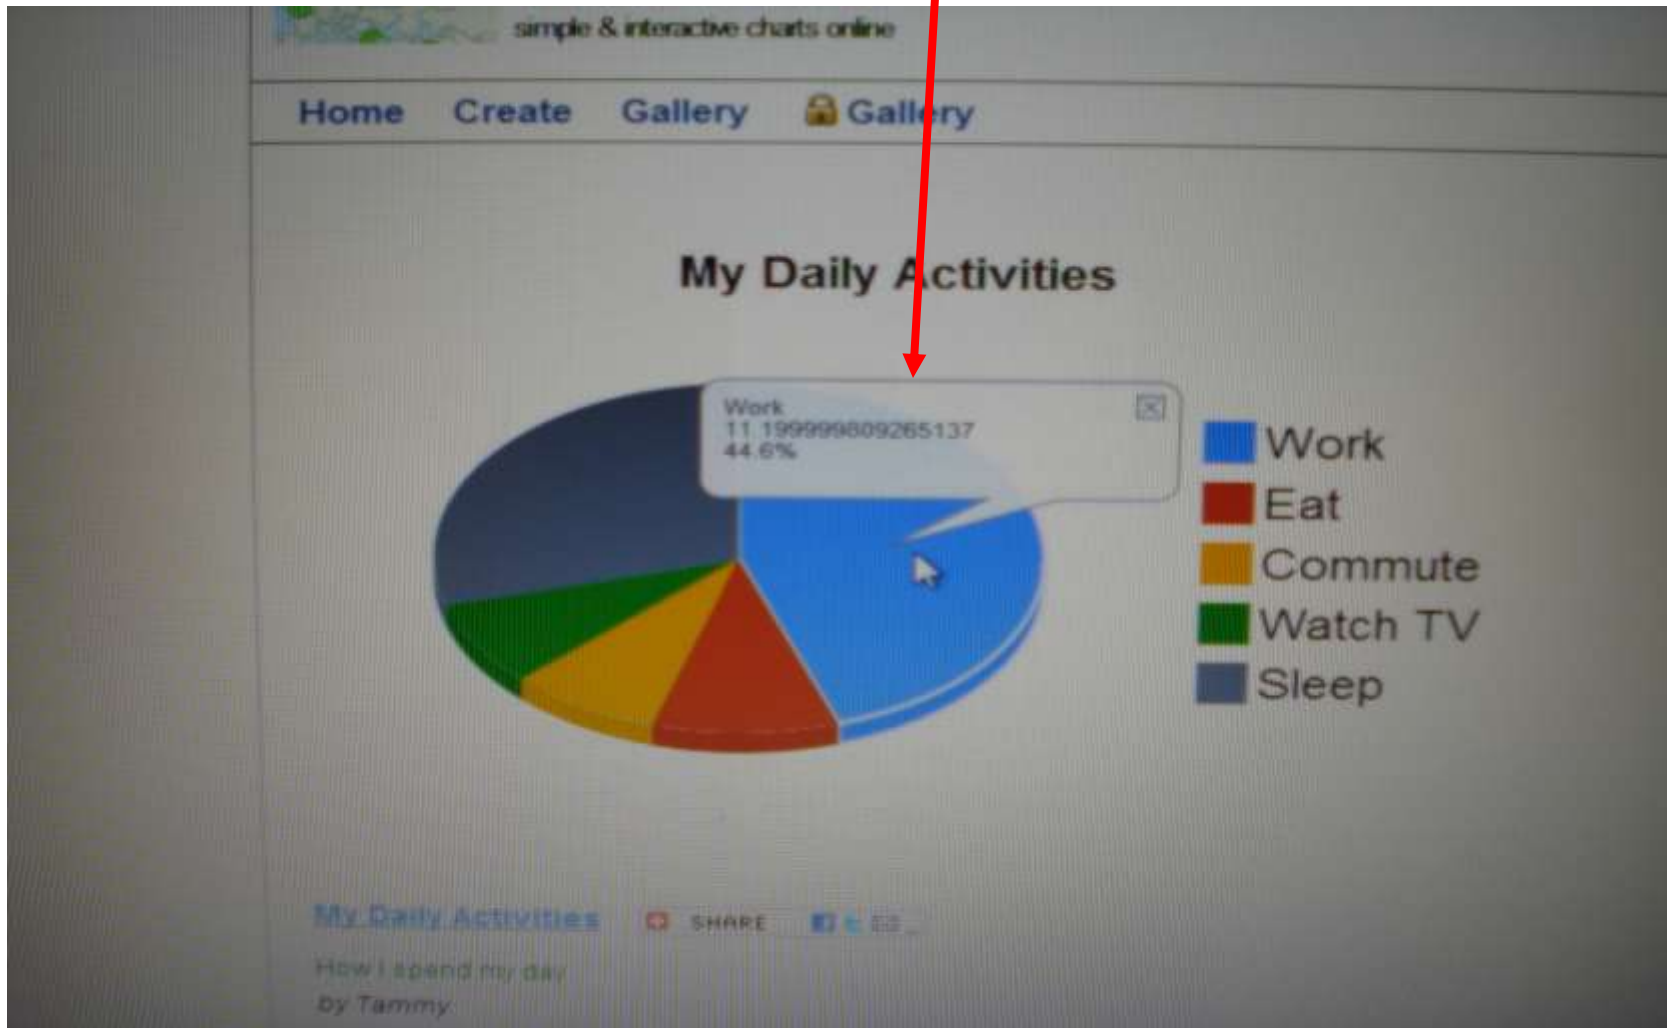 simple & interactive charts online
Home Create Gallery Gallery
My Daily Activities
Work
11.199999809265137
44.6%
Work
Eat
Commute
Watch TV
Sleep
My Daily Activities SHARE
How I spend my day
by Tammy